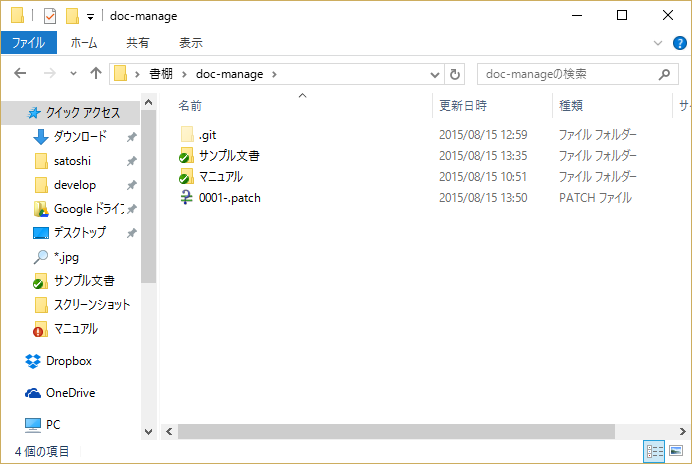 doc-manage
ファイル ホーム 共有 表示
書棚 doc-manage doc-manageの検索
クイック アクセス
ダウンロード
satoshi
develop
Google ドライブ
デスクトップ
*.jpg
サンプル文書
スクリーンショット
マニュアル
Dropbox
OneDrive
PC
名前 更新日時 種類 サ
.git 2015/08/15 12:59 ファイル フォルダー
サンプル文書 2015/08/15 13:35 ファイル フォルダー
マニュアル 2015/08/15 10:51 ファイル フォルダー
0001-.patch 2015/08/15 13:50 PATCH ファイル
4 個の項目